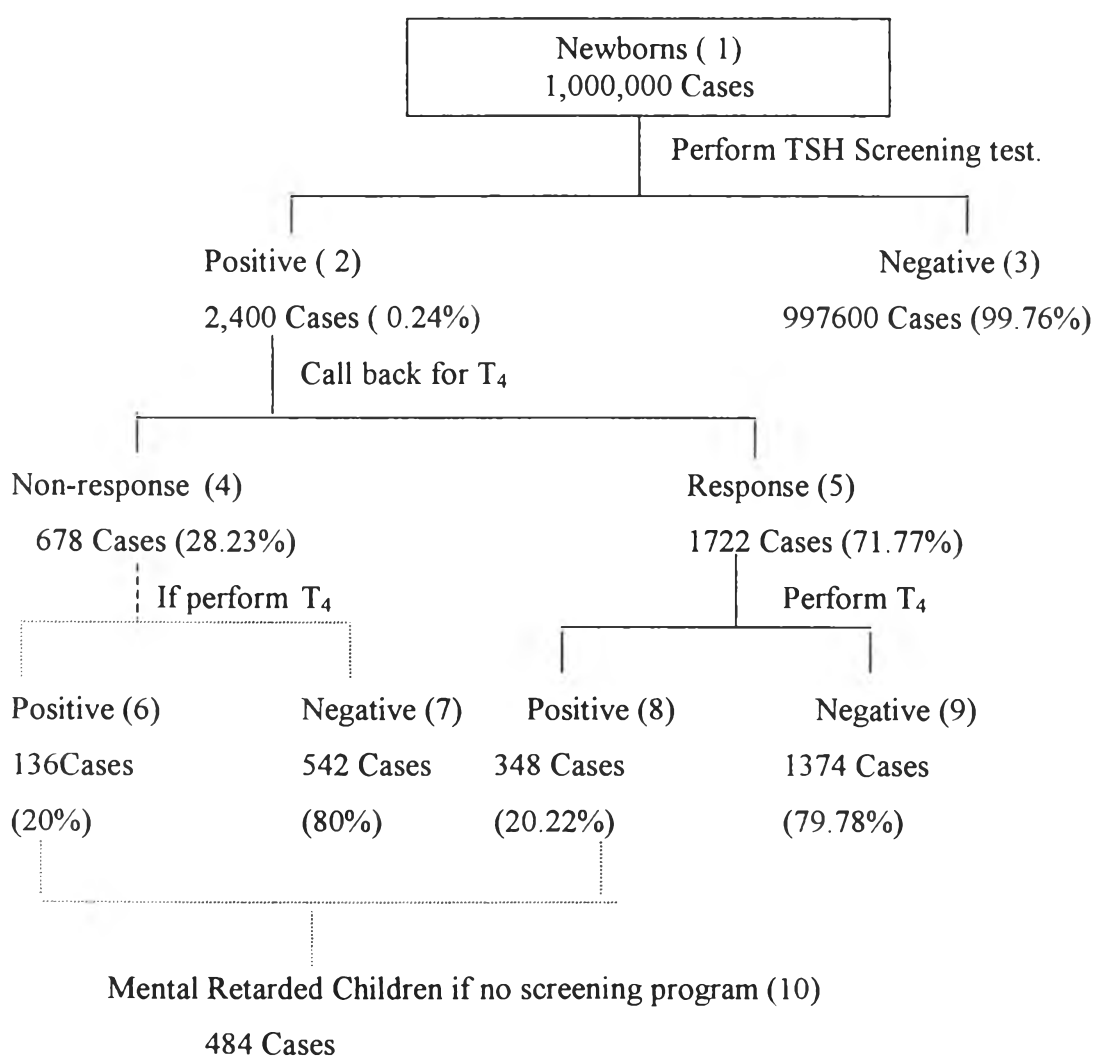 Newborns ( 1)
1,000,000 Cases
Perform TSH Screening test.
Positive ( 2)
Negative (3)
2,400 Cases ( 0.24%)
997600 Cases (99.76%)
Call back for T₄
Non-response (4)
Response (5)
678 Cases (28.23%)
1722 Cases (71.77%)
If perform T₄
Perform T₄
Positive (6)
Negative (7)
Positive (8)
Negative (9)
136Cases
542 Cases
348 Cases
1374 Cases
(20%)
(80%)
(20.22%)
(79.78%)
Mental Retarded Children if no screening program (10)
484 Cases